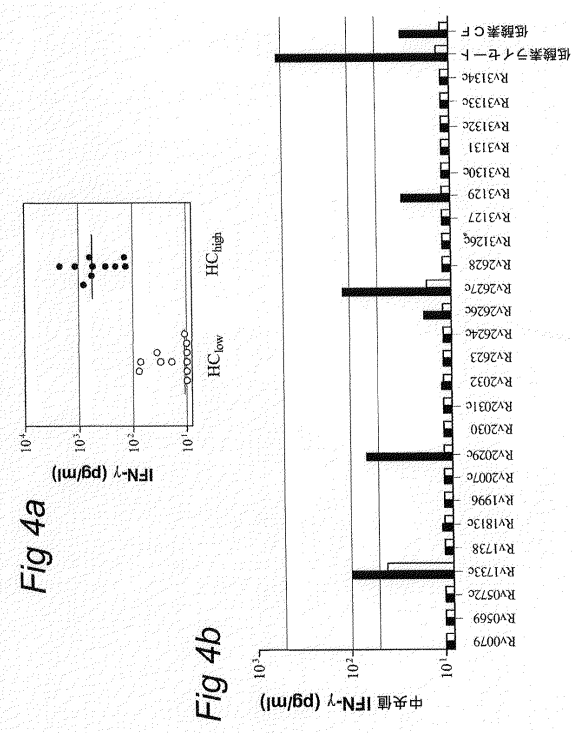 Fig 4a
IFN-γ (pg/ml)
10⁴
10³
10²
10¹
HClow
HChigh
Fig 4b
中央値 IFN-γ (pg/ml)
10³
10²
10¹
Rv0079
Rv0569
Rv0572c
Rv1733c
Rv1738
Rv1813c
Rv1996
Rv2007c
Rv2029c
Rv2030
Rv2031c
Rv2032
Rv2623
Rv2624c
Rv2626c
Rv2627c
Rv2628
Rv3126c
Rv3127
Rv3129
Rv3130c
Rv3131
Rv3132c
Rv3133c
Rv3134c
低酸素ライセート
低酸素CF